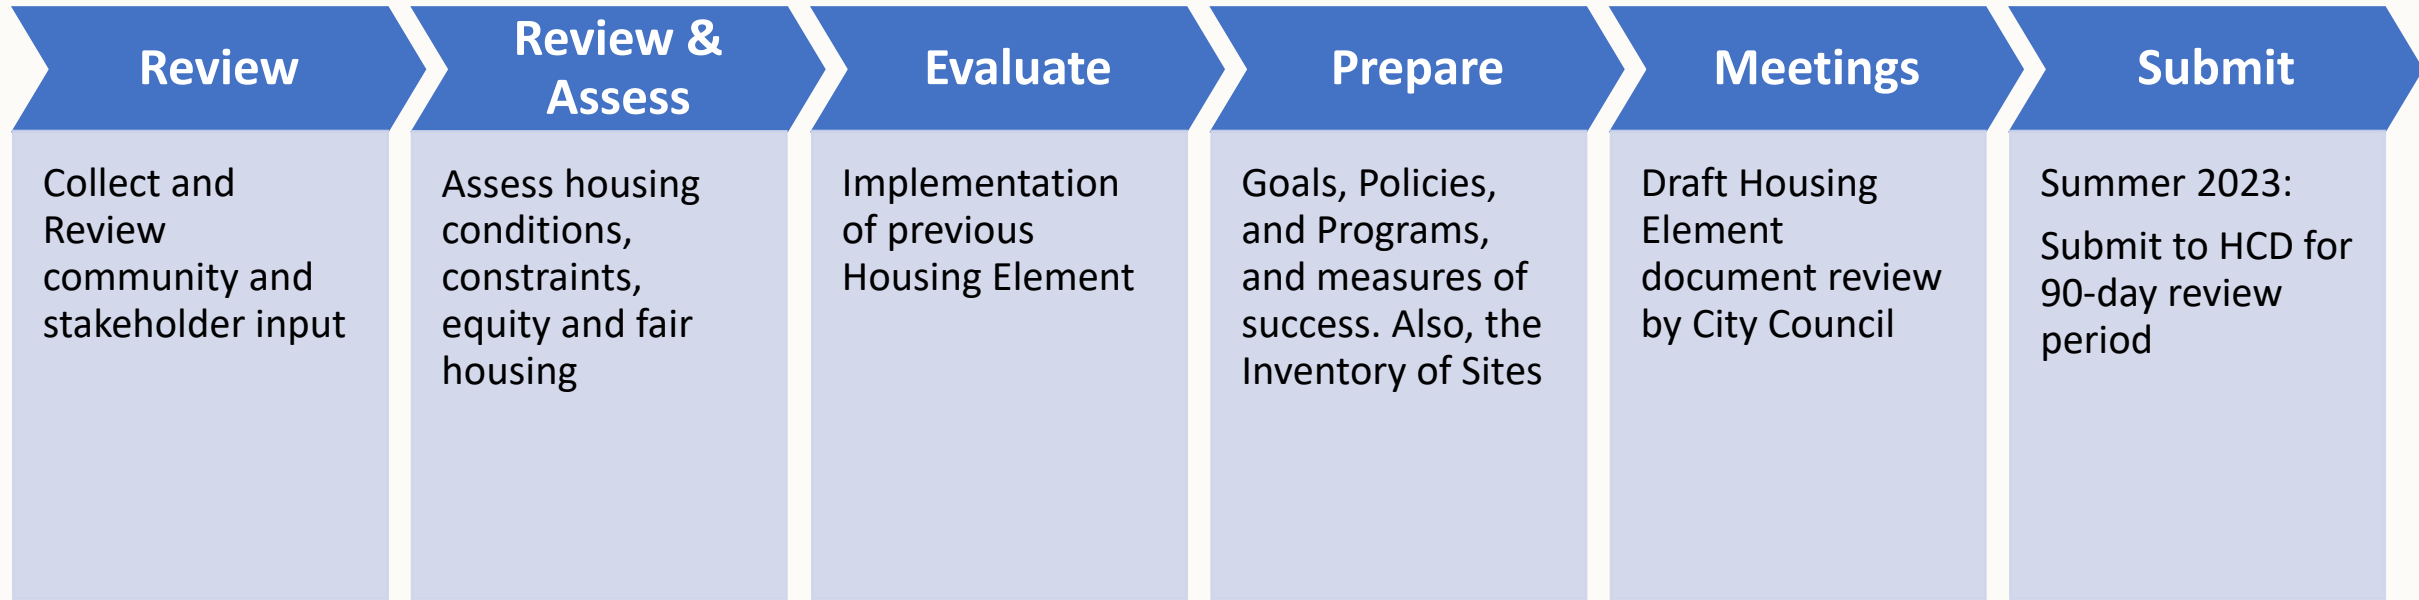 Review
Collect and
Review
community and
stakeholder input
Review &
Assess
Assess housing
conditions,
constraints,
equity and fair
housing
Evaluate
Implementation
of previous
Housing Element
Prepare
Goals, Policies,
and Programs,
and measures of
success. Also, the
Inventory of Sites
Meetings
Draft Housing
Element
document review
by City Council
Submit
Summer 2023:
Submit to HCD for
90-day review
period